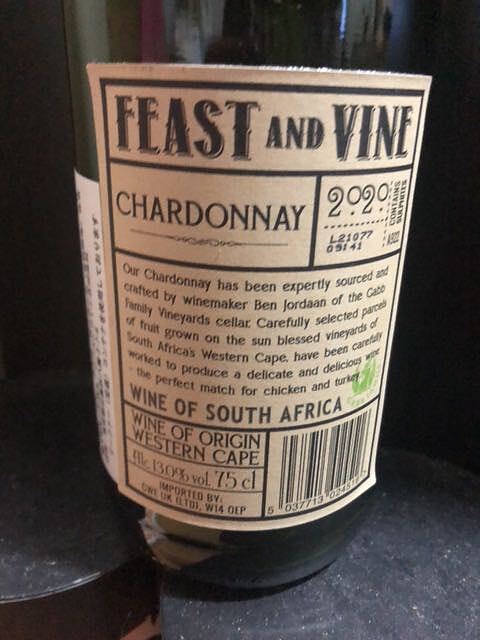 FEAST AND VINE
CHARDONNAY
2020
L21077
09141
CONTAINS
SULPHITES
Our Chardonnay has been expertly sourced and
crafted by winemaker Ben Jordaan of the Gabb
Family Vineyards cellar. Carefully selected parcels
of fruit grown on the sun blessed vineyards of
South Africa's Western Cape, have been carefully
worked to produce a delicate and delicious wine
- the perfect match for chicken and turkey.
WINE OF SOUTH AFRICA
WINE OF ORIGIN
WESTERN CAPE
Alc 13.0% vol. 75 cl
IMPORTED BY:
CWF UK (LTD), W14 0EP
5 037713